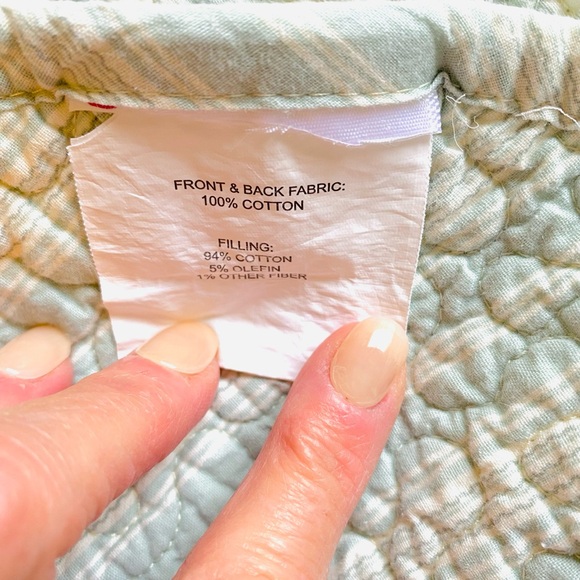 FRONT & BACK FABRIC:
100% COTTON
FILLING:
94% COTTON
5% OLEFIN
1% OTHER FIBER